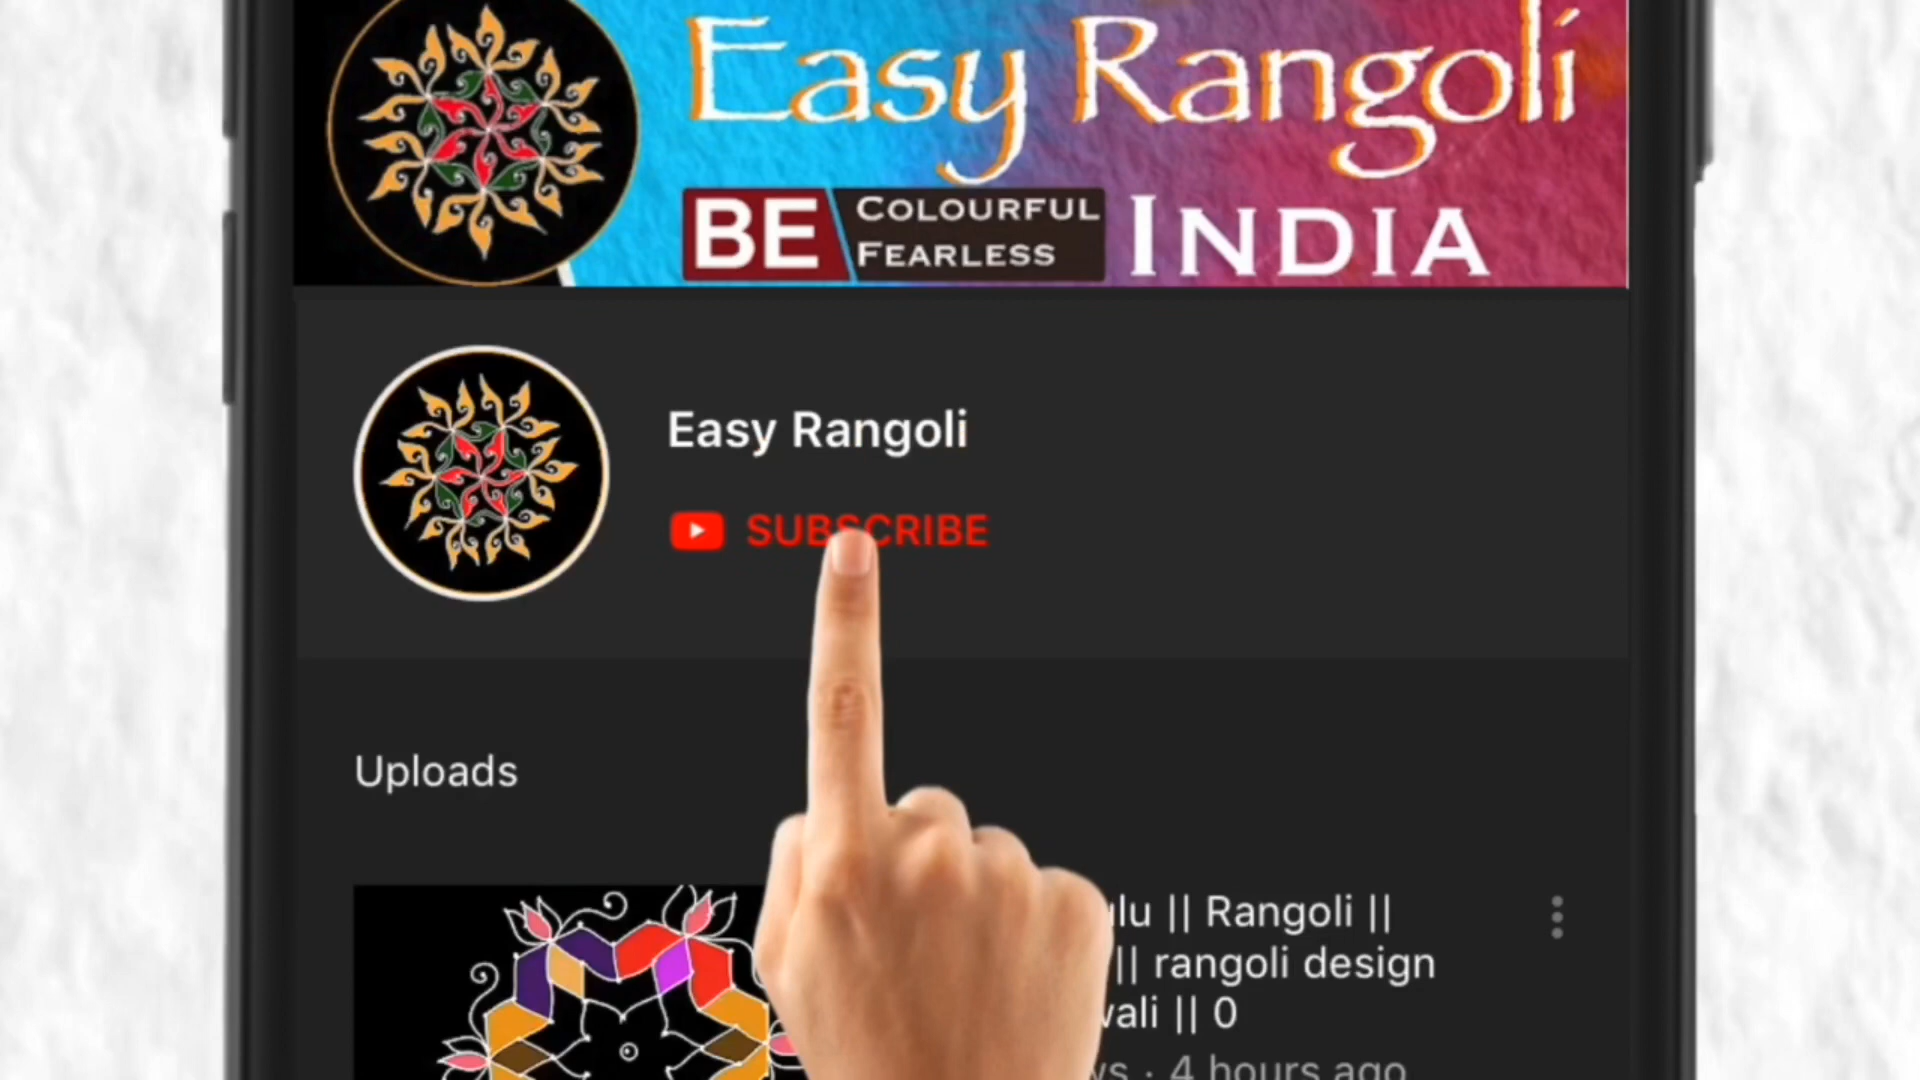 Easy Rangoli
BE COLOURFUL
FEARLESS
INDIA
Easy Rangoli
SUBSCRIBE
Uploads
|| Rangoli ||
|| rangoli design
|| 0
4 hours ago